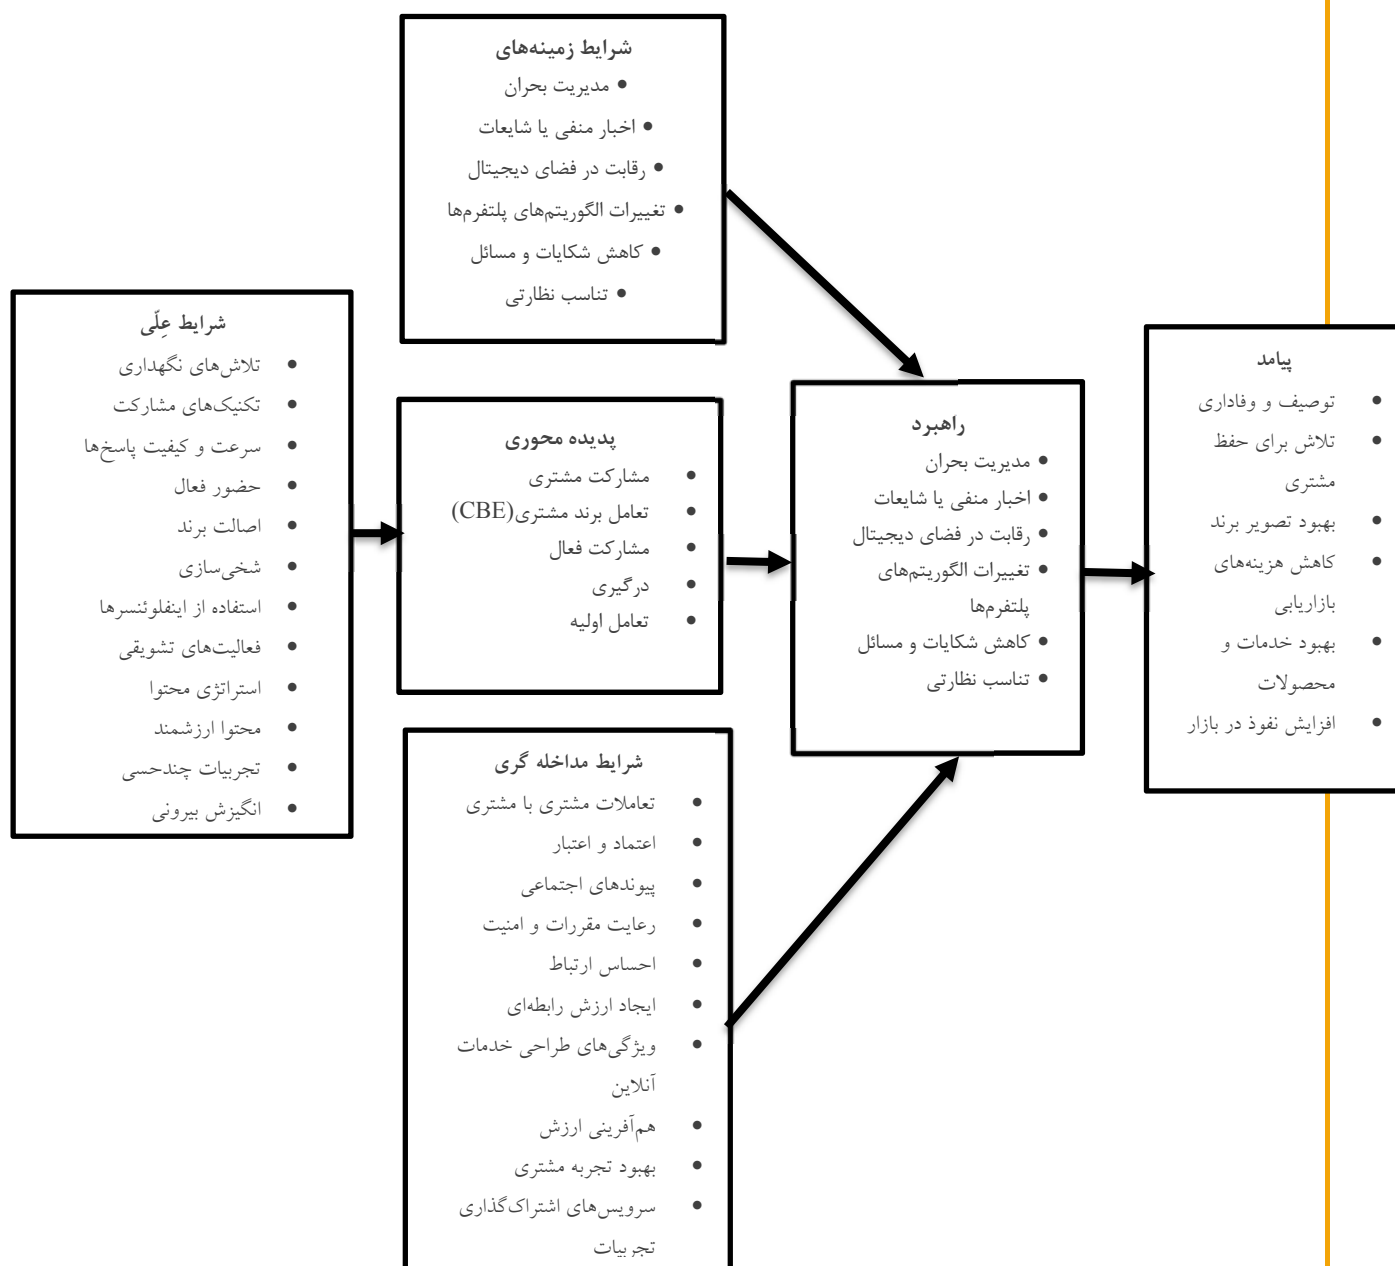 شرایط زمینه‌های
• مدیریت بحران
• اخبار منفی یا شایعات
• رقابت در فضای دیجیتال
• تغییرات الگوریتم‌های پلتفرم‌ها
• کاهش شکایات و مسائل
• تناسب نظارتی
شرایط عِلّی
• تلاش‌های نگهداری
• تکنیک‌های مشارکت
• سرعت و کیفیت پاسخ‌ها
• حضور فعال
• اصالت برند
• شخی‌سازی
• استفاده از اینفلوئنسرها
• فعالیت‌های تشویقی
• استراتژی محتوا
• محتوا ارزشمند
• تجربیات چندحسی
• انگیزش بیرونی
پدیده محوری
• مشارکت مشتری
• تعامل برند مشتری(CBE)
• مشارکت فعال
• درگیری
• تعامل اولیه
شرایط مداخله گری
• تعاملات مشتری با مشتری
• اعتماد و اعتبار
• پیوندهای اجتماعی
• رعایت مقررات و امنیت
• احساس ارتباط
• ایجاد ارزش رابطه‌ای
• ویژگی‌های طراحی خدمات
آنلاین
• هم‌آفرینی ارزش
• بهبود تجربه مشتری
• سرویس‌های اشتراک‌گذاری
تجربیات
راهبرد
• مدیریت بحران
• اخبار منفی یا شایعات
• رقابت در فضای دیجیتال
• تغییرات الگوریتم‌های
پلتفرم‌ها
• کاهش شکایات و مسائل
• تناسب نظارتی
پیامد
• توصیف و وفاداری
• تلاش برای حفظ
مشتری
• بهبود تصویر برند
• کاهش هزینه‌های
بازاریابی
• بهبود خدمات و
محصولات
• افزایش نفوذ در بازار